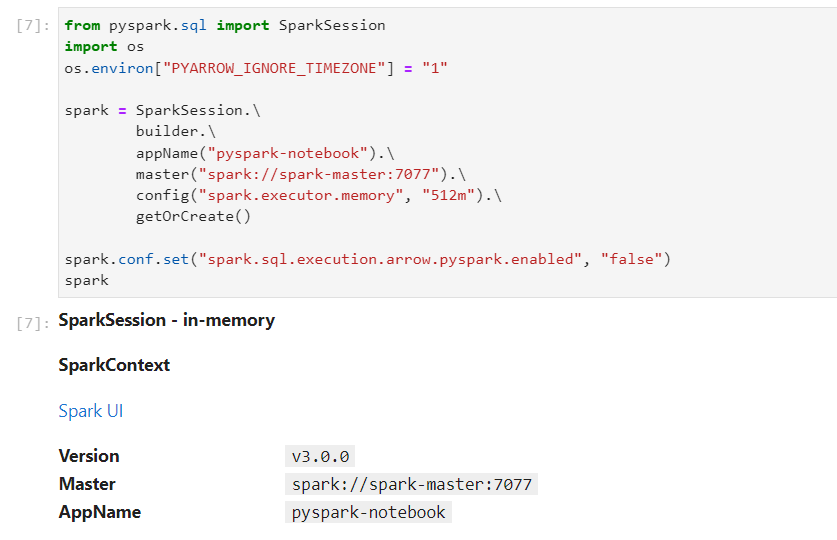 [7]: from pyspark.sql import SparkSession
import os
os.environ["PYARROW_IGNORE_TIMEZONE"] = "1"
spark = SparkSession.\
builder.\
appName("pyspark-notebook").\
master("spark://spark-master:7077").\
config("spark.executor.memory", "512m").\
getOrCreate()
spark.conf.set("spark.sql.execution.arrow.pyspark.enabled", "false")
spark
[7]: SparkSession - in-memory
SparkContext
Spark UI
Version v3.0.0
Master spark://spark-master:7077
AppName pyspark-notebook